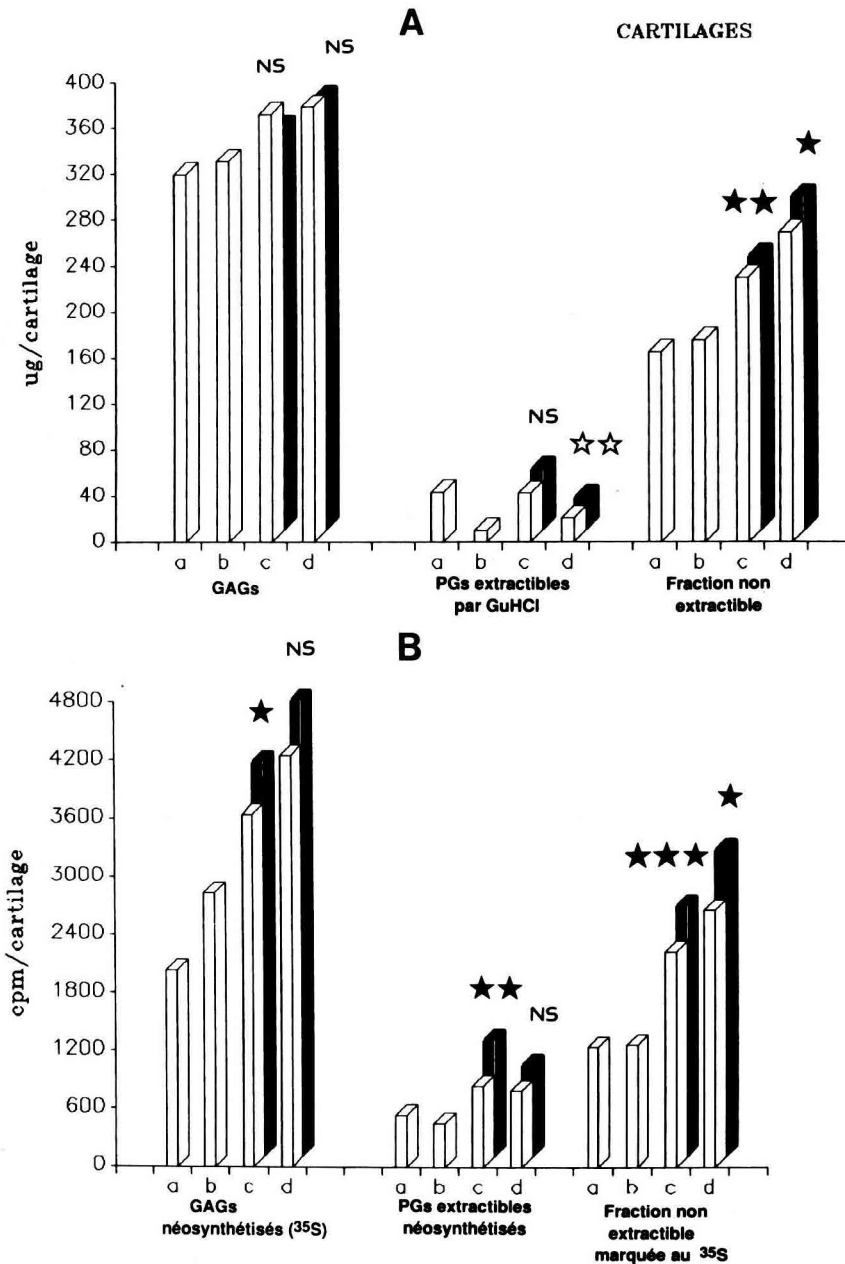 A
CARTILAGES
NS
NS
400
360
320
280
240
200
160
120
80
40
0
ug/cartilage
★
★★
NS
☆☆
a b c d
a b c d
a b c d
GAGs
PGs extractibles
par GuHCl
Fraction non
extractible
B
NS
4800
4200
3600
3000
2400
1800
1200
600
0
cpm/cartilage
★
★
★★★
★★
NS
a b c d
a b c d
a b c d
GAGs
néosynthétisés (³⁵S)
PGs extractibles
néosynthétisés
Fraction non
extractible
marquée au ³⁵S